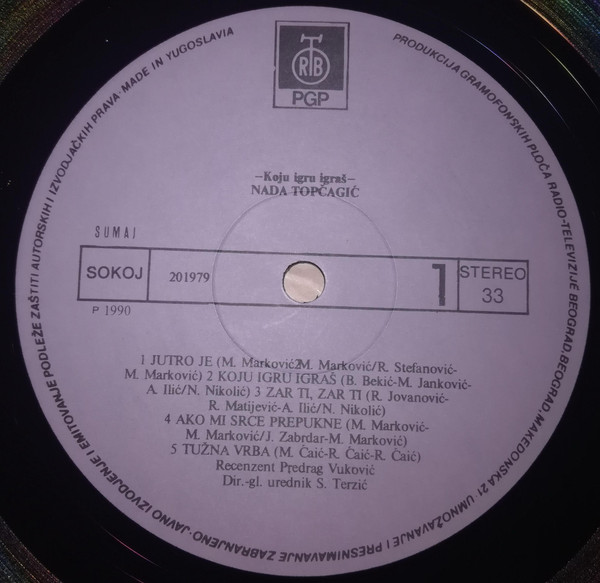 PRODUKCIJA GRAMOFONSKIH PLOČA RADIO-TELEVIZIJE BEOGRAD, BEOGRAD, MAKEDONSKA 21 UMNOŽAVANJE I PRESNIMAVANJE ZABRANJENO · JAVNO IZVODJENJE I EMITOVANJE PODLEŽE ZAŠTITI AUTORSKIH I IZVODJAČKIH PRAVA · MADE IN YUGOSLAVIA
RTB
PGP
-Koju igru igraš-
NADA TOPČAGIĆ
SUMAJ
SOKOJ
201979
1
STEREO
33
P 1990
1 JUTRO JE (M. Marković-M. Marković/R. Stefanović-
M. Marković) 2 KOJU IGRU IGRAŠ (B. Bekić-M. Janković-
A. Ilić/N. Nikolić) 3 ZAR TI, ZAR TI (R. Jovanović-
R. Matijević-A. Ilić/N. Nikolić)
4 AKO MI SRCE PREPUKNE (M. Marković-
M. Marković/J. Zabrdar-M. Marković)
5 TUŽNA VRBA (M. Čaić-R. Čaić-R. Čaić)
Recenzent Predrag Vuković
Dir.-gl. urednik S. Terzić